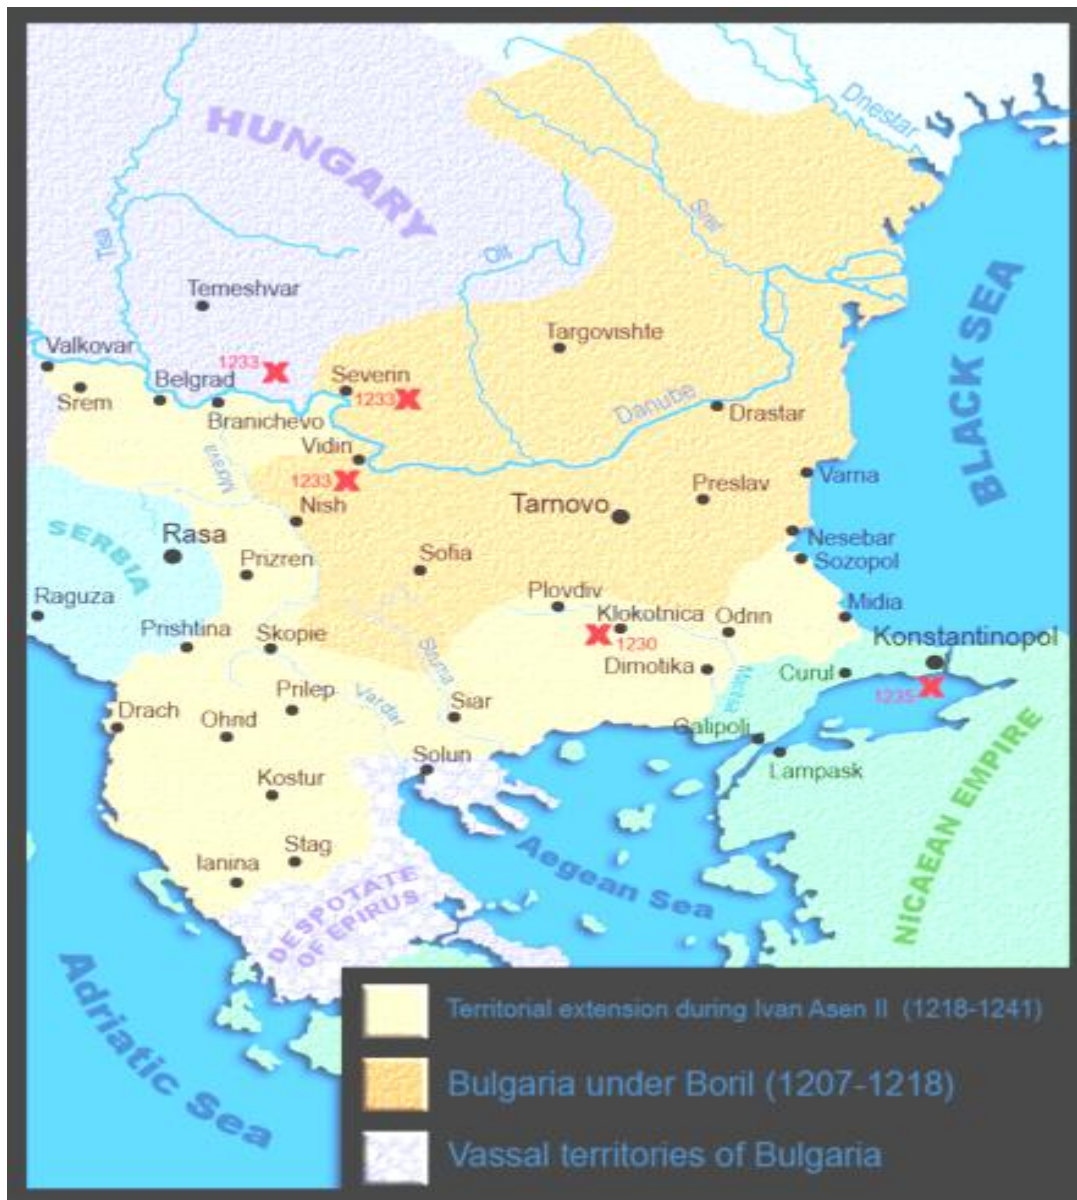 Dnestar
HUNGARY
Siret
Tisa
Olt
BLACK SEA
Temeshvar
Targovishte
Valkovar
1233
Severin
Belgrad
1233
Srem
Danube
Drastar
Branichevo
Vidin
Morava
1233
Varna
Preslav
Nish
Tarnovo
SERBIA
Rasa
Nesebar
Sofia
Sozopol
Prizren
Plovdiv
Raguza
Midia
Klokotnica
Odrin
Prishtina
Skopie
1230
Konstantinopol
Struma
Dimotika
Curul
Marica
Prilep
Vardar
1235
Siar
Drach
Ohrid
Galipoli
Solun
Lampask
Kostur
NICAEAN EMPIRE
Stag
Ianina
Aegean Sea
DESPOTATE
OF EPIRUS
Adriatic Sea
Territorial extension during Ivan Asen II (1218-1241)
Bulgaria under Boril (1207-1218)
Vassal territories of Bulgaria